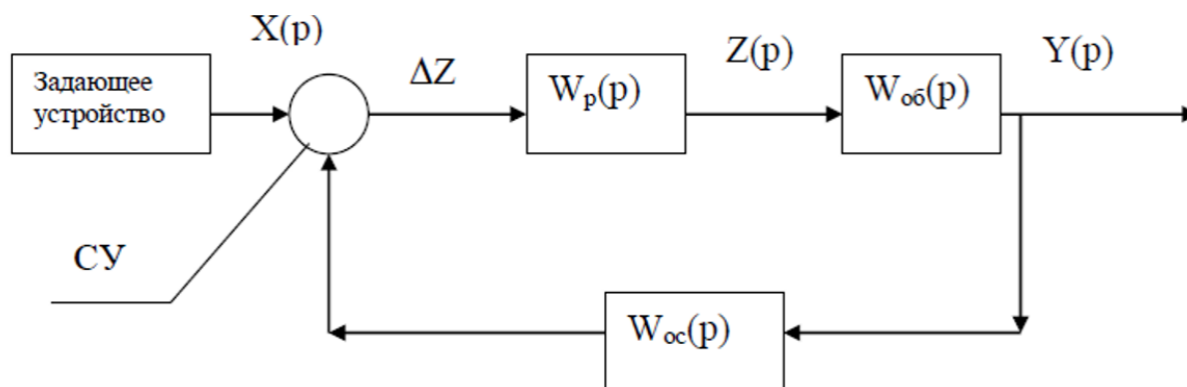 X(p)
Задающее
устройство
ΔZ
Wр(p)
Z(p)
Wоб(p)
Y(p)
СУ
Wос(p)